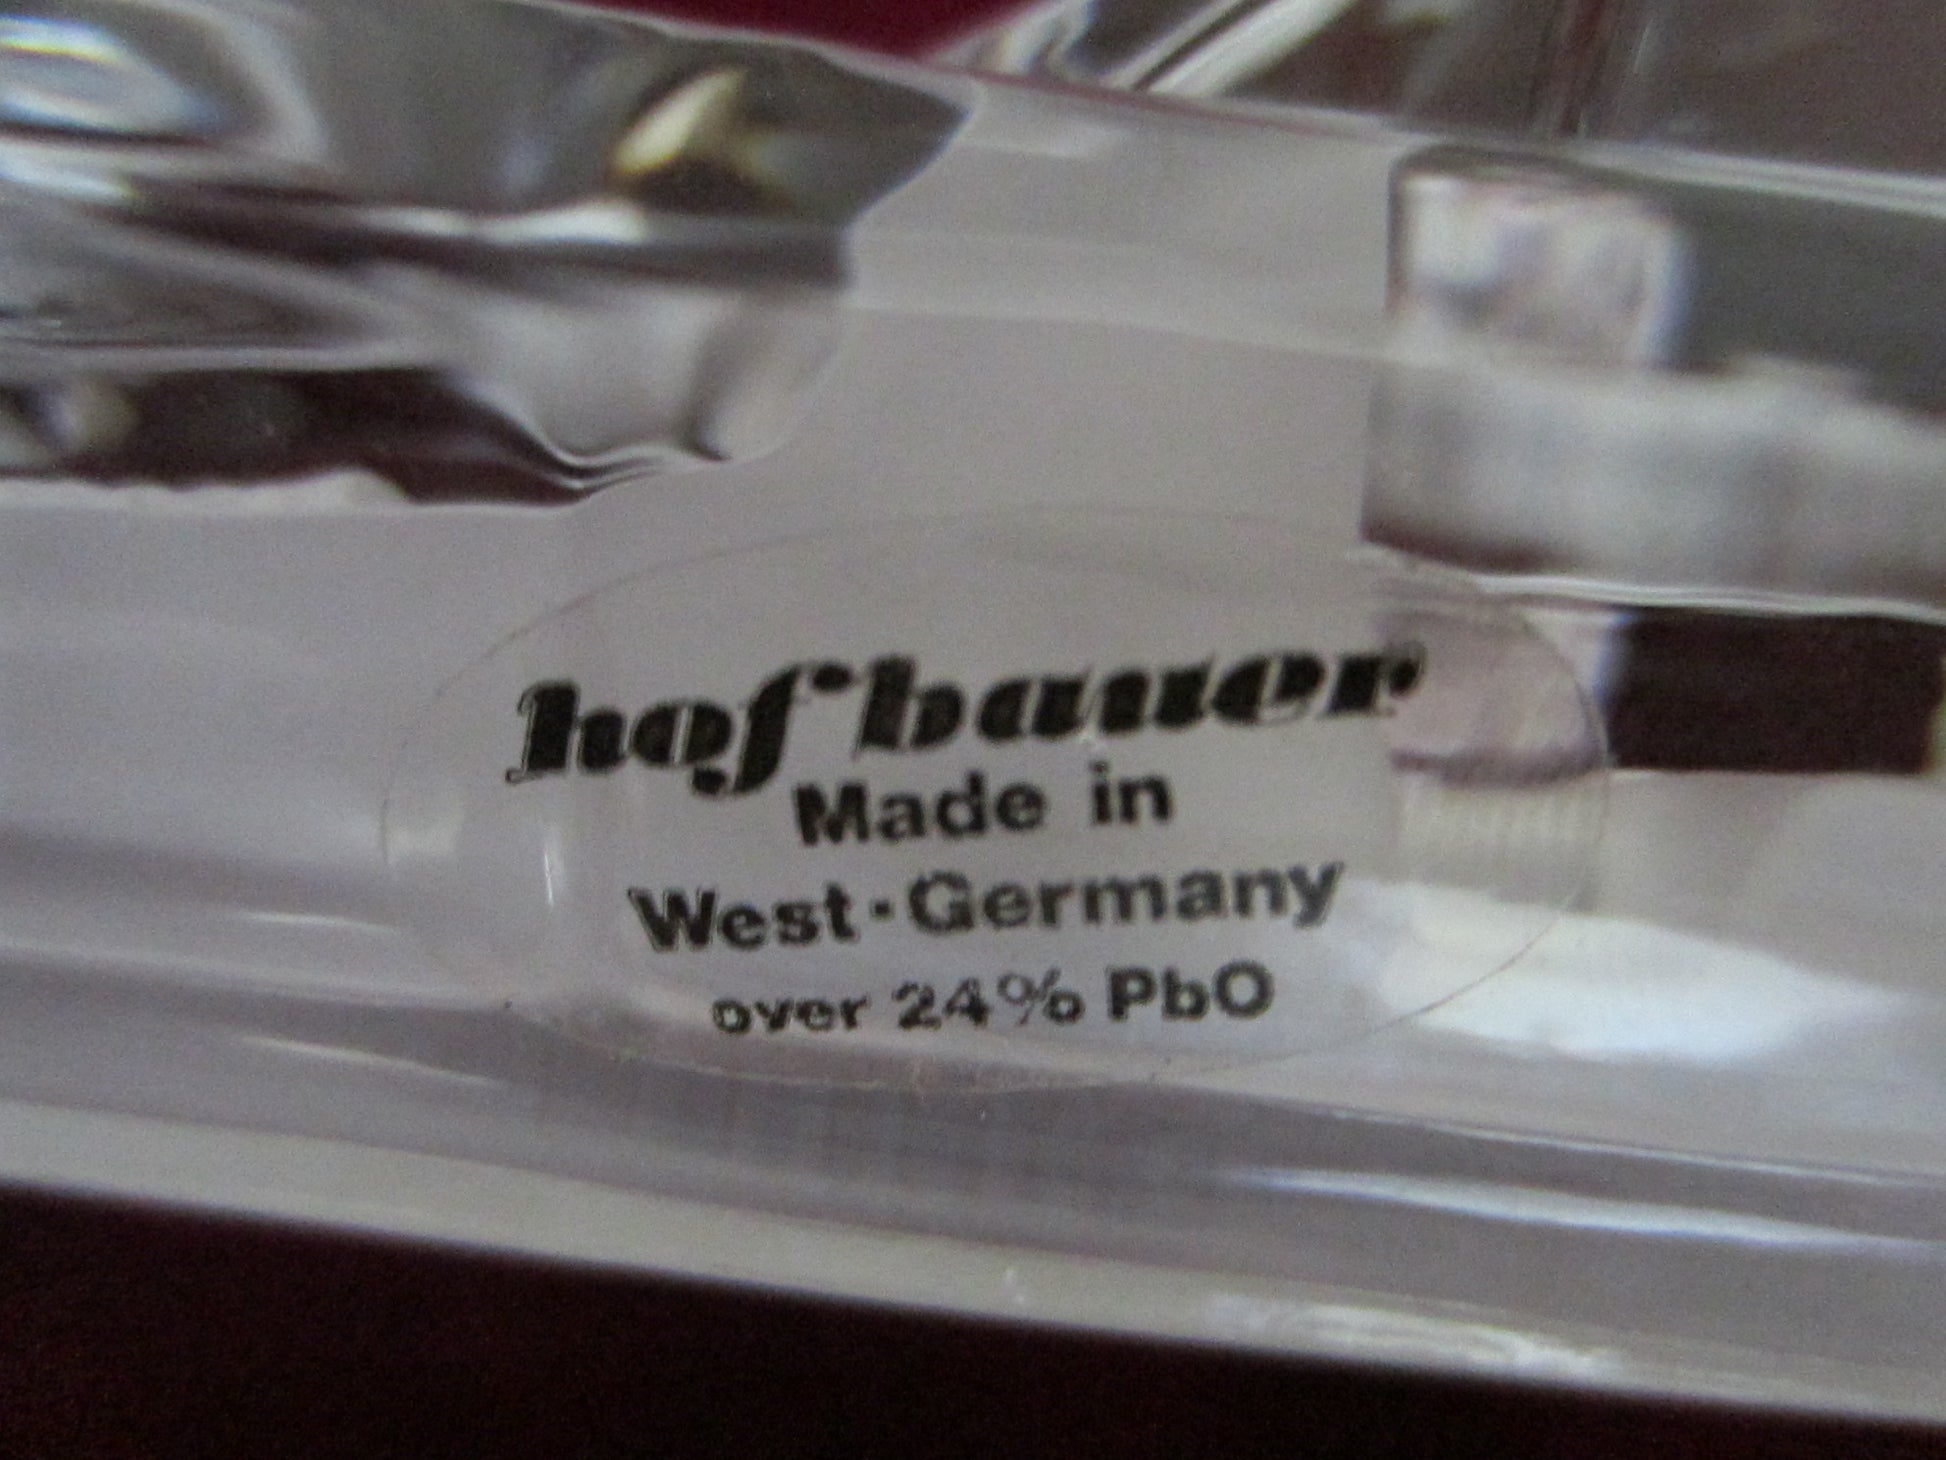 hofbauer
Made in
West-Germany
over 24% PbO